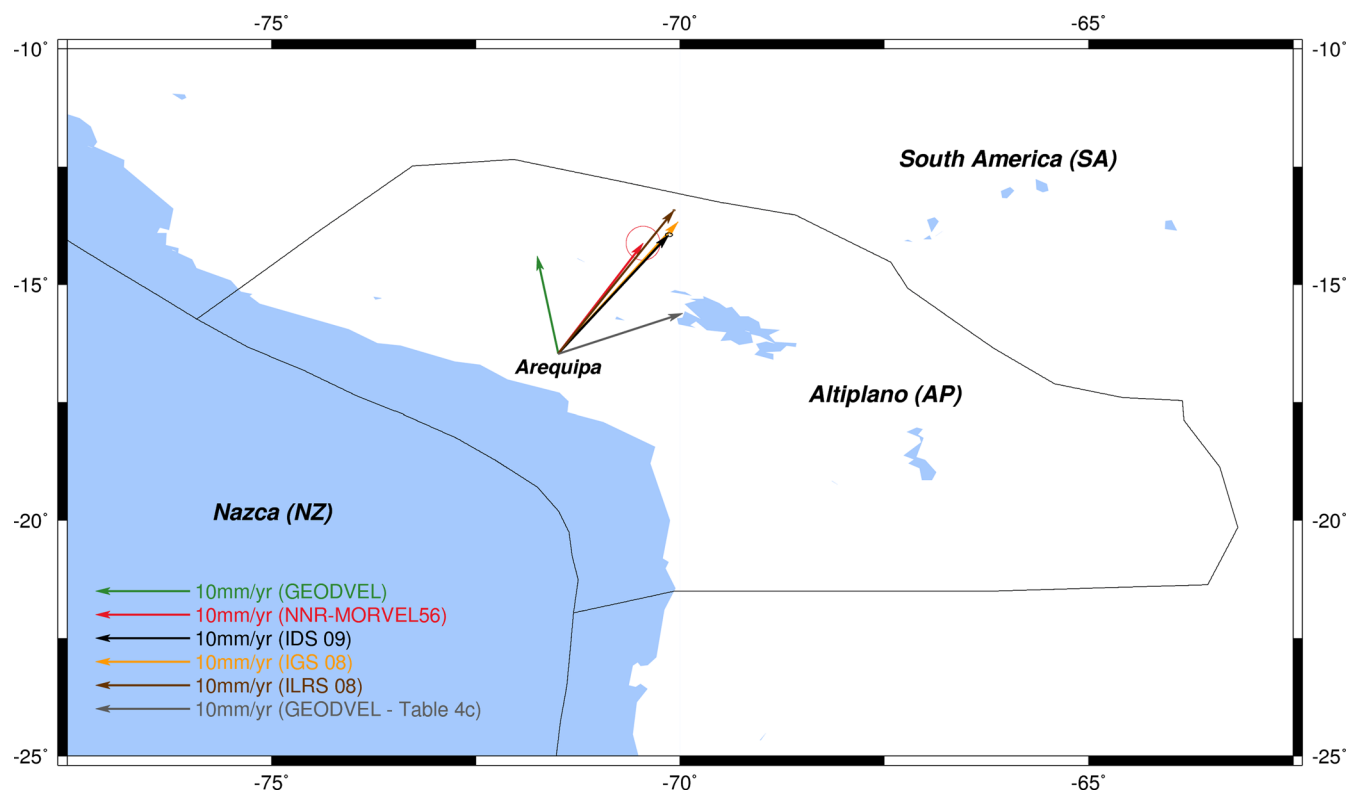 -75˚ -70˚ -65˚
-10˚ -10˚
South America (SA)
-15˚ -15˚
Arequipa
Altiplano (AP)
-20˚ -20˚
Nazca (NZ)
10mm/yr (GEODVEL)
10mm/yr (NNR-MORVEL56)
10mm/yr (IDS 09)
10mm/yr (IGS 08)
10mm/yr (ILRS 08)
10mm/yr (GEODVEL - Table 4c)
-25˚ -25˚
-75˚ -70˚ -65˚